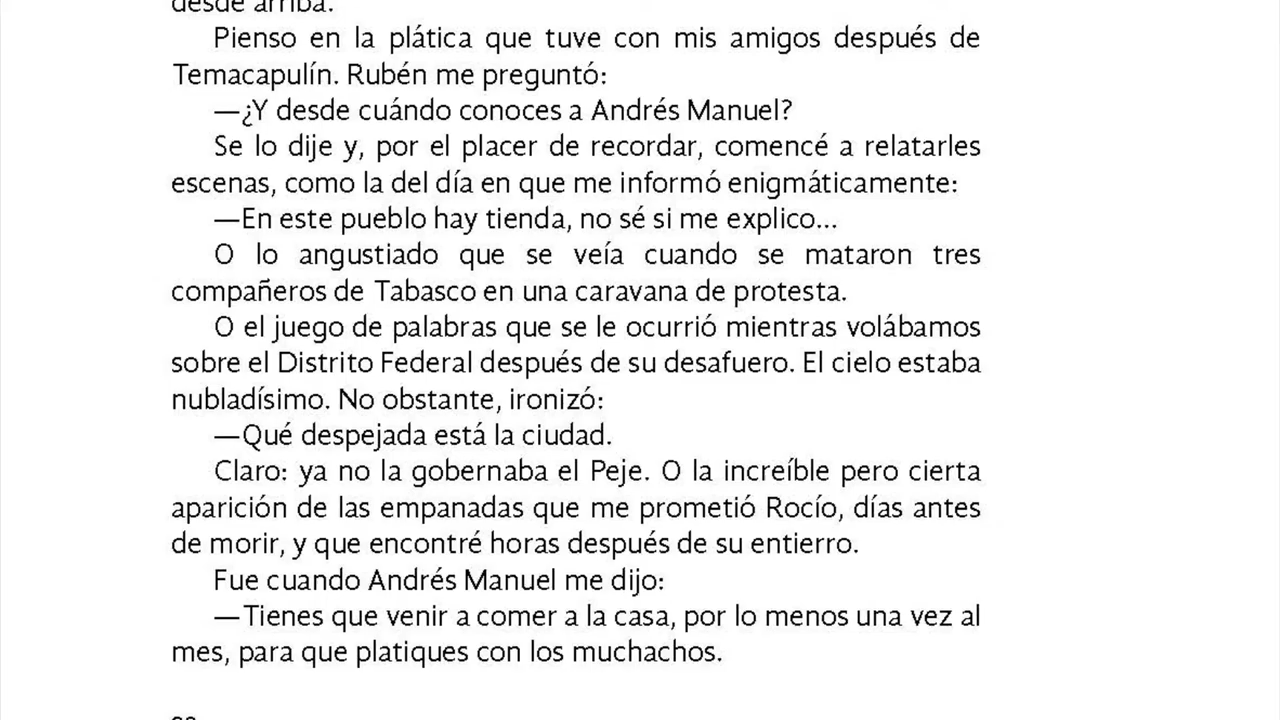 desde arriba.
Pienso en la plática que tuve con mis amigos después de
Temacapulín. Rubén me preguntó:
—¿Y desde cuándo conoces a Andrés Manuel?
Se lo dije y, por el placer de recordar, comencé a relatarles
escenas, como la del día en que me informó enigmáticamente:
—En este pueblo hay tienda, no sé si me explico...
O lo angustiado que se veía cuando se mataron tres
compañeros de Tabasco en una caravana de protesta.
O el juego de palabras que se le ocurrió mientras volábamos
sobre el Distrito Federal después de su desafuero. El cielo estaba
nubladísimo. No obstante, ironizó:
—Qué despejada está la ciudad.
Claro: ya no la gobernaba el Peje. O la increíble pero cierta
aparición de las empanadas que me prometió Rocío, días antes
de morir, y que encontré horas después de su entierro.
Fue cuando Andrés Manuel me dijo:
—Tienes que venir a comer a la casa, por lo menos una vez al
mes, para que platiques con los muchachos.